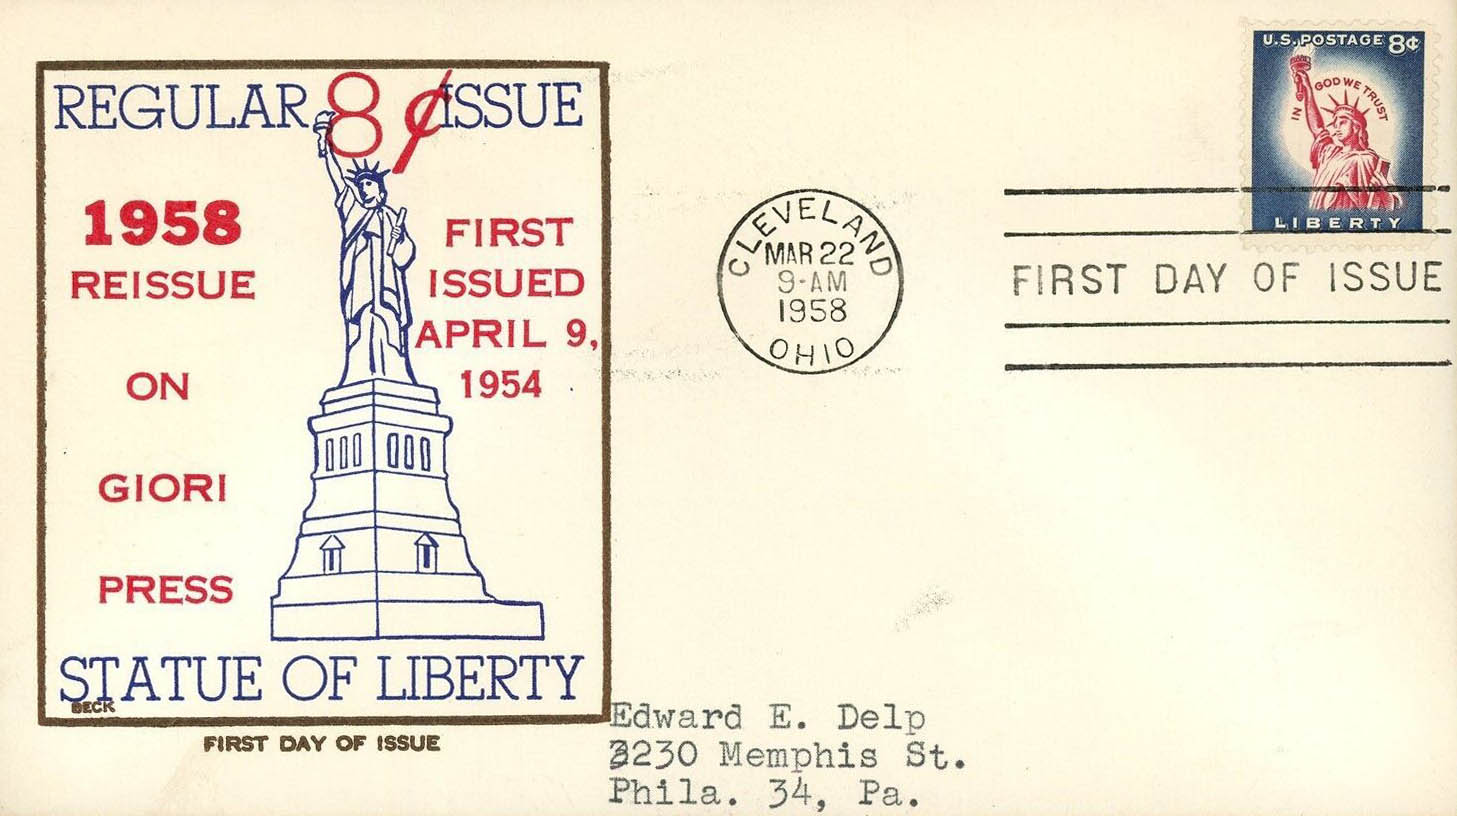 REGULAR 8¢ ISSUE
1958
REISSUE
ON
GIORI
PRESS
FIRST
ISSUED
APRIL 9,
1954
STATUE OF LIBERTY
BECK
FIRST DAY OF ISSUE
CLEVELAND
MAR 22
9-AM
1958
OHIO
U.S. POSTAGE 8¢
IN GOD WE TRUST
LIBERTY
FIRST DAY OF ISSUE
Edward E. Delp
3230 Memphis St.
Phila. 34, Pa.